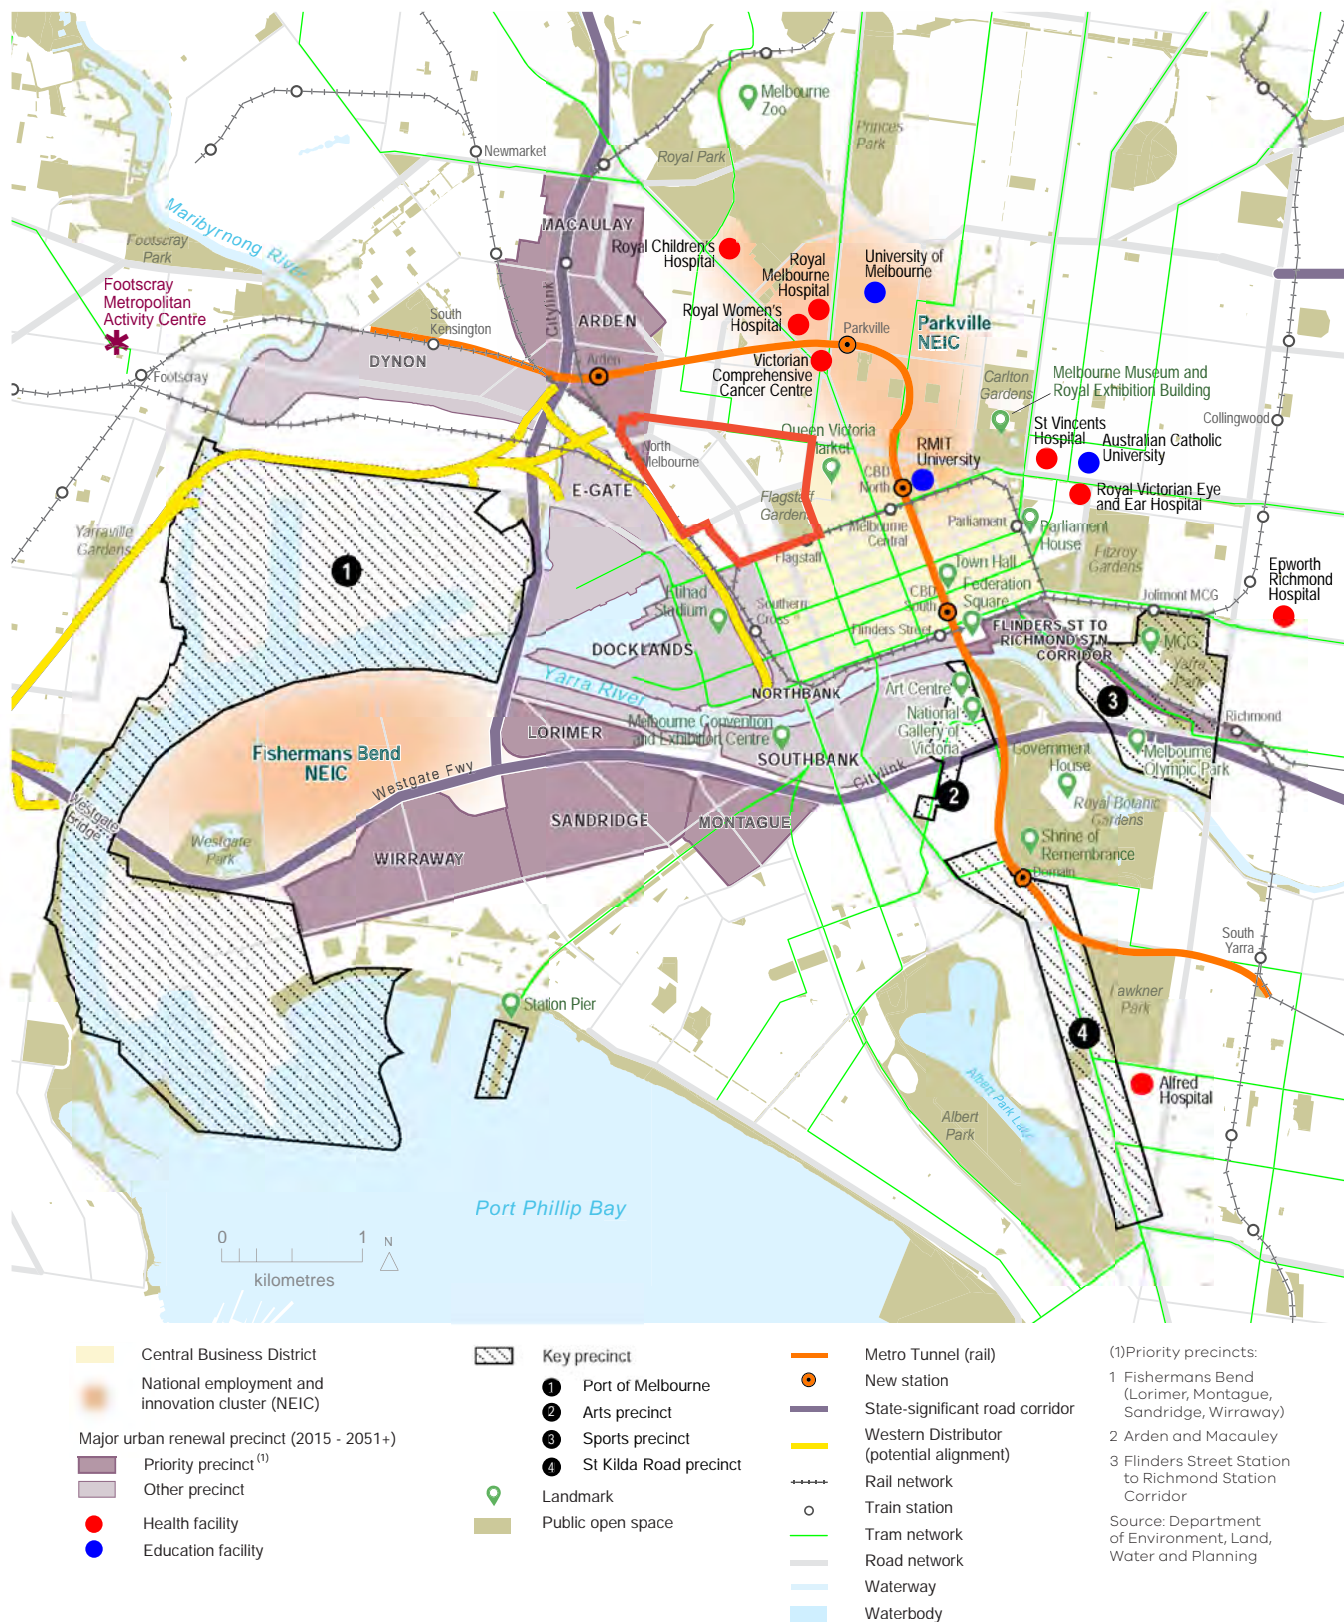 Melbourne
Zoo
Princes
Park
Royal Park
Newmarket
Maribyrnong River
Footscray
Park
MACAULAY
Royal Children's
Hospital
Royal
Melbourne
Hospital
University of
Melbourne
Footscray
Metropolitan
Activity Centre
South
Kensington
Citylink
ARDEN
Royal Women's
Hospital
Parkville
Parkville
NEIC
DYNON
Arden
Footscray
Victorian
Comprehensive
Cancer Centre
Carlton
Gardens
Melbourne Museum and
Royal Exhibition Building
St Vincents
Hospital
Collingwood
Australian Catholic
University
Queen Victoria
Market
RMIT
University
North
Melbourne
CBD
North
E-GATE
Flagstaff
Gardens
Royal Victorian Eye
and Ear Hospital
Melbourne
Central
Parliament
Parliament
House
Yarraville
Gardens
Flagstaff
Fitzroy
Gardens
1
Town Hall
Epworth
Richmond
Hospital
Etihad
Stadium
Southern
Cross
CBD
South
Federation
Square
Jolimont MCG
Flinders Street
FLINDERS ST TO
RICHMOND STN
CORRIDOR
MCG
Yarra
Park
DOCKLANDS
Yarra River
NORTHBANK
Art Centre
3
National
Gallery of
Victoria
Richmond
LORIMER
Melbourne Convention
and Exhibition Centre
SOUTHBANK
Fishermans Bend
NEIC
Government
House
Melbourne
Olympic Park
Citylink
Westgate Fwy
2
Westgate
Bridge
Royal Botanic
Gardens
SANDRIDGE
MONTAGUE
Westgate
Park
WIRRAWAY
Shrine of
Remembrance
Domain
South
Yarra
Station Pier
Fawkner
Park
4
Albert Park Lake
Alfred
Hospital
Albert
Park
Port Phillip Bay
0
1
N
kilometres
Central Business District
National employment and
innovation cluster (NEIC)
Major urban renewal precinct (2015 - 2051+)
Priority precinct (1)
Other precinct
Health facility
Education facility
Key precinct
1 Port of Melbourne
2 Arts precinct
3 Sports precinct
4 St Kilda Road precinct
Landmark
Public open space
Metro Tunnel (rail)
New station
State-significant road corridor
Western Distributor
(potential alignment)
Rail network
Train station
Tram network
Road network
Waterway
Waterbody
(1)Priority precincts:
1 Fishermans Bend
(Lorimer, Montague,
Sandridge, Wirraway)
2 Arden and Macauley
3 Flinders Street Station
to Richmond Station
Corridor
Source: Department
of Environment, Land,
Water and Planning